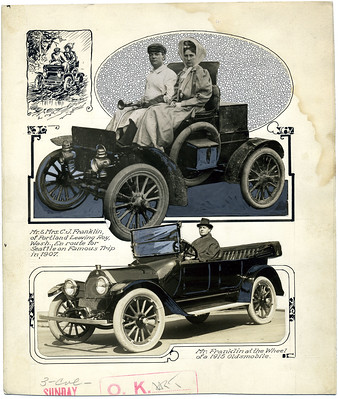 Mr. & Mrs. C. J. Franklin,
of Portland Leaving Roy,
Wash., En route for
Seattle on Famous Trip
in 1907.
Mr. Franklin at the Wheel
of a 1915 Oldsmobile.
SUNDAY
O. K.